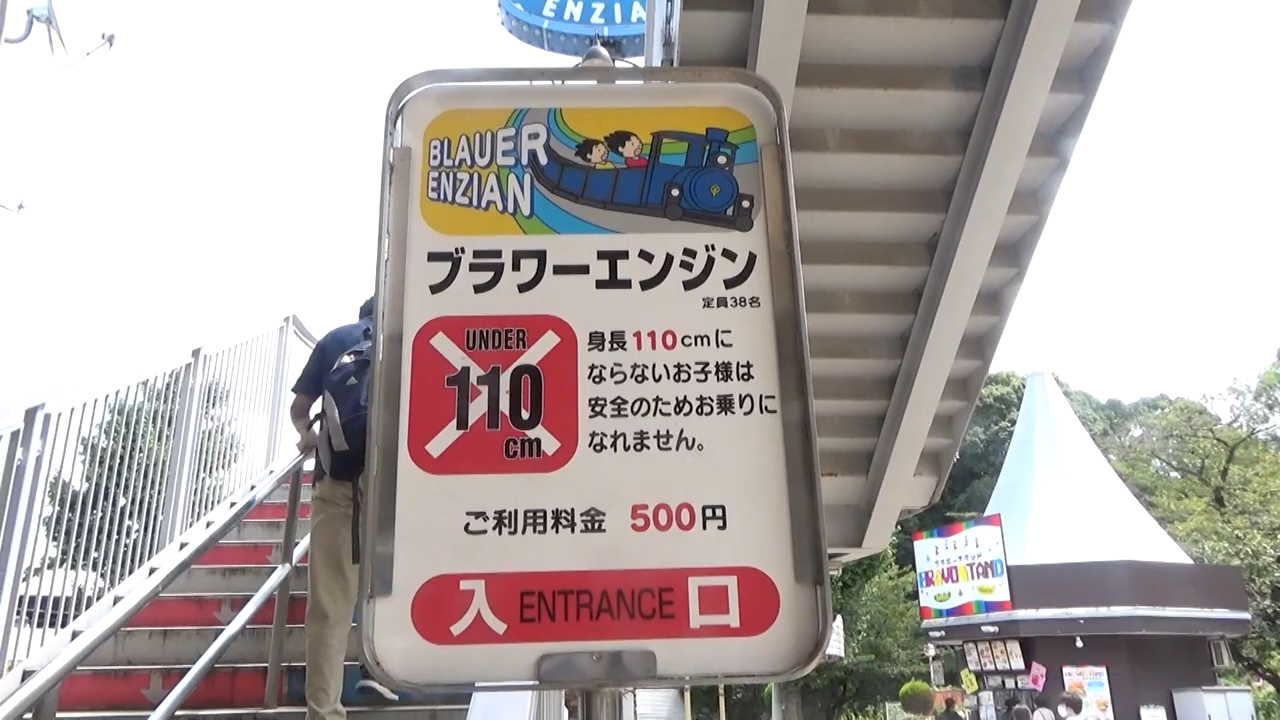 ENZIA
BLAUER
ENZIAN
ブラワーエンジン
定員38名
UNDER
110
cm
身長110cmに
ならないお子様は
安全のためお乗りに
なれません。
ご利用料金 500円
入 ENTRANCE 口